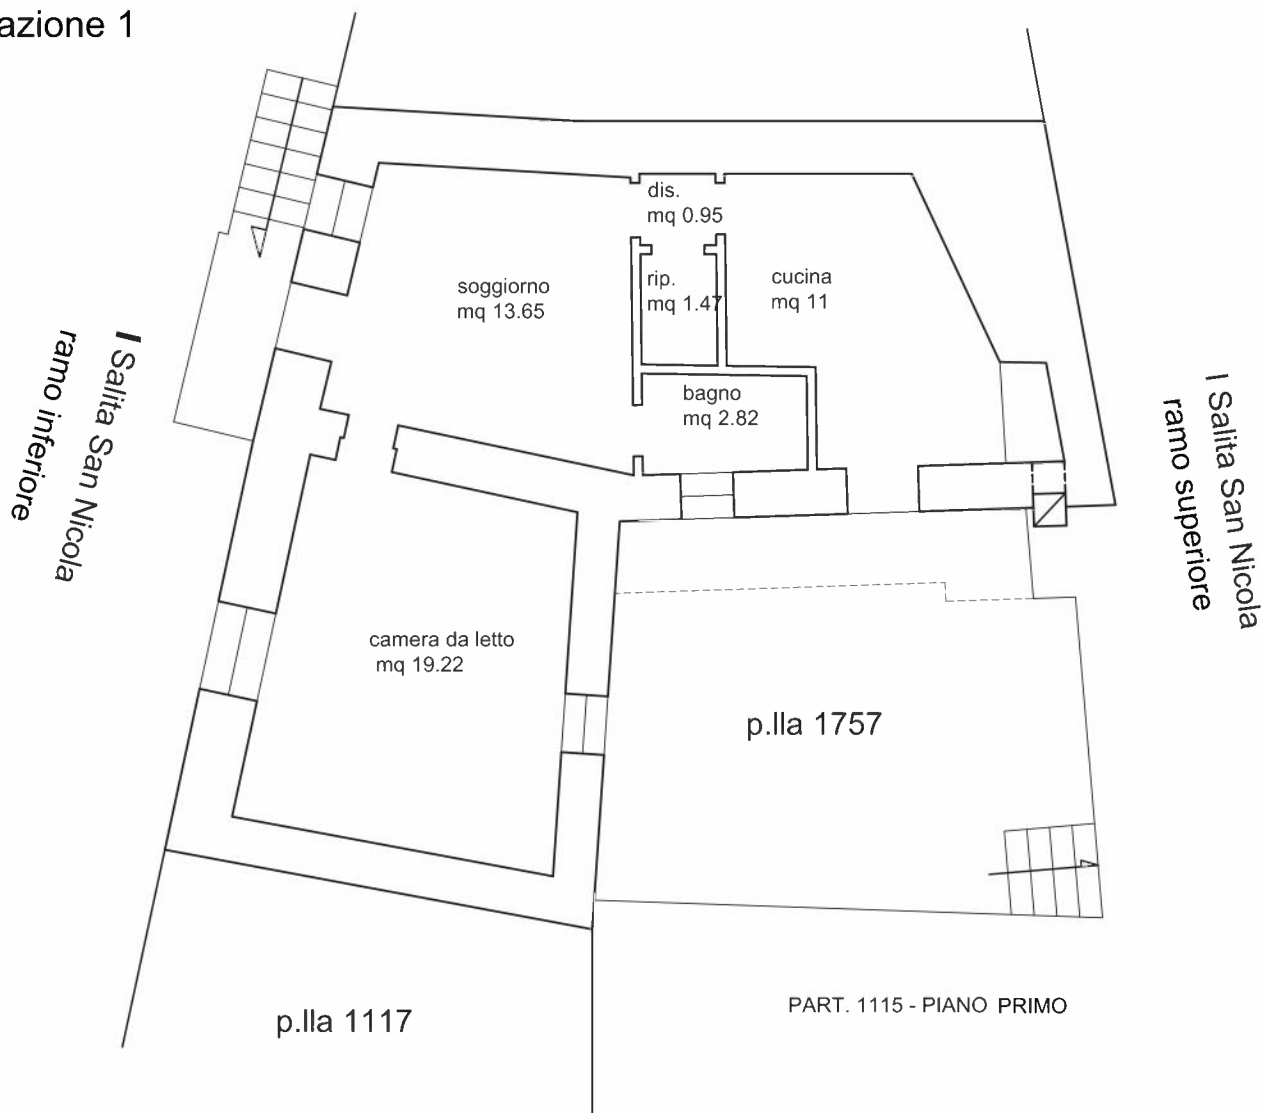 azione 1
dis.
mq 0.95
rip.
mq 1.47
cucina
mq 11
soggiorno
mq 13.65
bagno
mq 2.82
I Salita San Nicola
ramo inferiore
I Salita San Nicola
ramo superiore
camera da letto
mq 19.22
p.lla 1757
p.lla 1117
PART. 1115 - PIANO PRIMO